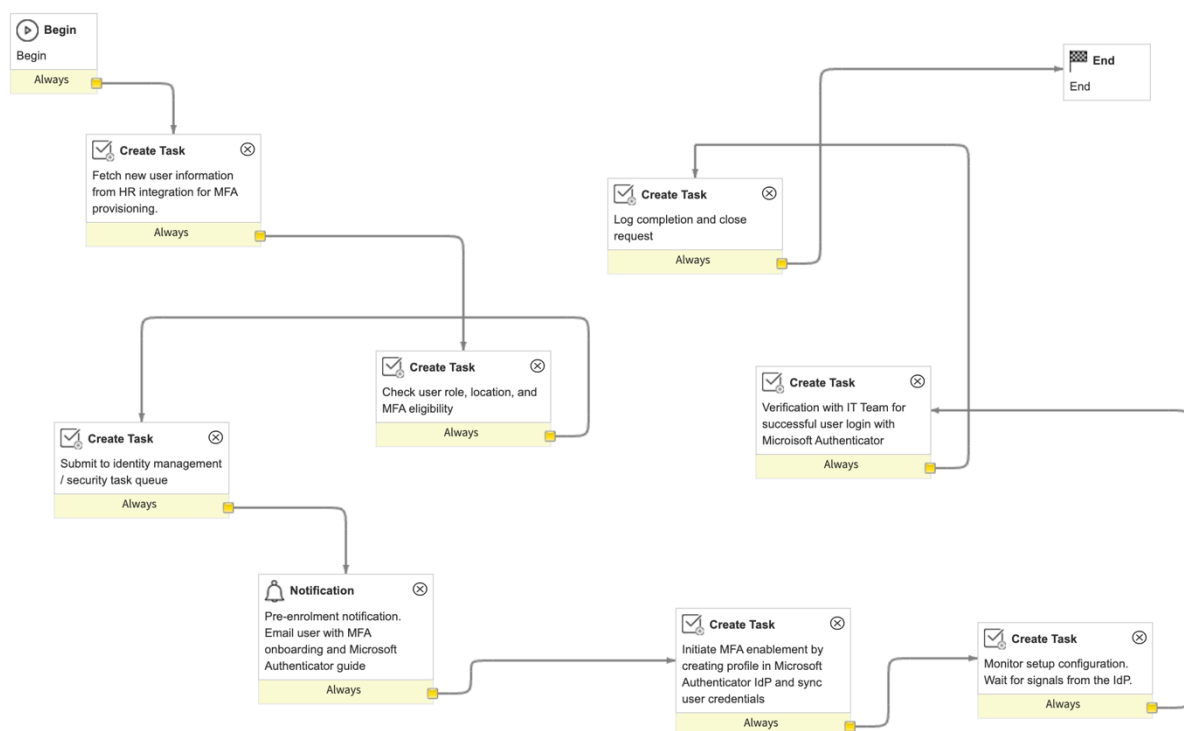 Begin
Begin
Always
Create Task
Fetch new user information
from HR integration for MFA
provisioning.
Always
Create Task
Check user role, location, and
MFA eligibility
Always
Create Task
Submit to identity management
/ security task queue
Always
Notification
Pre-enrolment notification.
Email user with MFA
onboarding and Microsoft
Authenticator guide
Always
Create Task
Initiate MFA enablement by
creating profile in Microsoft
Authenticator IdP and sync
user credentials
Always
Create Task
Monitor setup configuration.
Wait for signals from the IdP.
Always
Create Task
Verification with IT Team for
successful user login with
Microisoft Authenticator
Always
Create Task
Log completion and close
request
Always
End
End